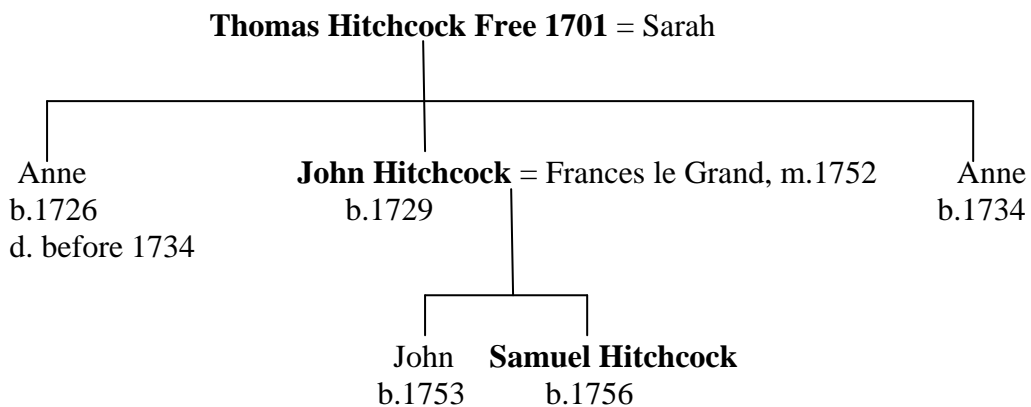 Thomas Hitchcock Free 1701 = Sarah
Anne John Hitchcock = Frances le Grand, m.1752 Anne
b.1726 b.1729 b.1734
d. before 1734
John Samuel Hitchcock
b.1753 b.1756